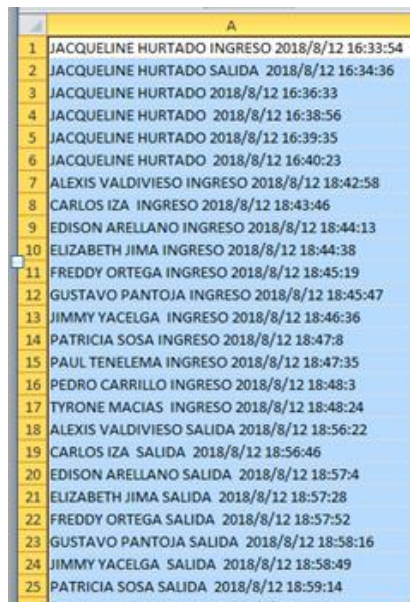 A
1 JACQUELINE HURTADO INGRESO 2018/8/12 16:33:54
2 JACQUELINE HURTADO SALIDA 2018/8/12 16:34:36
3 JACQUELINE HURTADO 2018/8/12 16:36:33
4 JACQUELINE HURTADO 2018/8/12 16:38:56
5 JACQUELINE HURTADO 2018/8/12 16:39:35
6 JACQUELINE HURTADO 2018/8/12 16:40:23
7 ALEXIS VALDIVIESO INGRESO 2018/8/12 18:42:58
8 CARLOS IZA INGRESO 2018/8/12 18:43:46
9 EDISON ARELLANO INGRESO 2018/8/12 18:44:13
10 ELIZABETH JIMA INGRESO 2018/8/12 18:44:38
11 FREDDY ORTEGA INGRESO 2018/8/12 18:45:19
12 GUSTAVO PANTOJA INGRESO 2018/8/12 18:45:47
13 JIMMY YACELGA INGRESO 2018/8/12 18:46:36
14 PATRICIA SOSA INGRESO 2018/8/12 18:47:8
15 PAUL TENELEMA INGRESO 2018/8/12 18:47:35
16 PEDRO CARRILLO INGRESO 2018/8/12 18:48:3
17 TYRONE MACIAS INGRESO 2018/8/12 18:48:24
18 ALEXIS VALDIVIESO SALIDA 2018/8/12 18:56:22
19 CARLOS IZA SALIDA 2018/8/12 18:56:46
20 EDISON ARELLANO SALIDA 2018/8/12 18:57:4
21 ELIZABETH JIMA SALIDA 2018/8/12 18:57:28
22 FREDDY ORTEGA SALIDA 2018/8/12 18:57:52
23 GUSTAVO PANTOJA SALIDA 2018/8/12 18:58:16
24 JIMMY YACELGA SALIDA 2018/8/12 18:58:49
25 PATRICIA SOSA SALIDA 2018/8/12 18:59:14